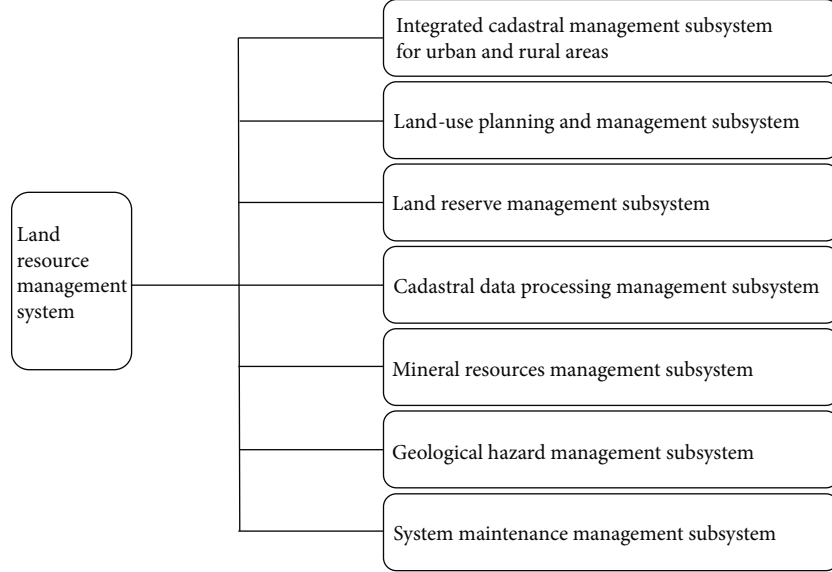 Land
resource
management
system
Integrated cadastral management subsystem
for urban and rural areas
Land-use planning and management subsystem
Land reserve management subsystem
Cadastral data processing management subsystem
Mineral resources management subsystem
Geological hazard management subsystem
System maintenance management subsystem